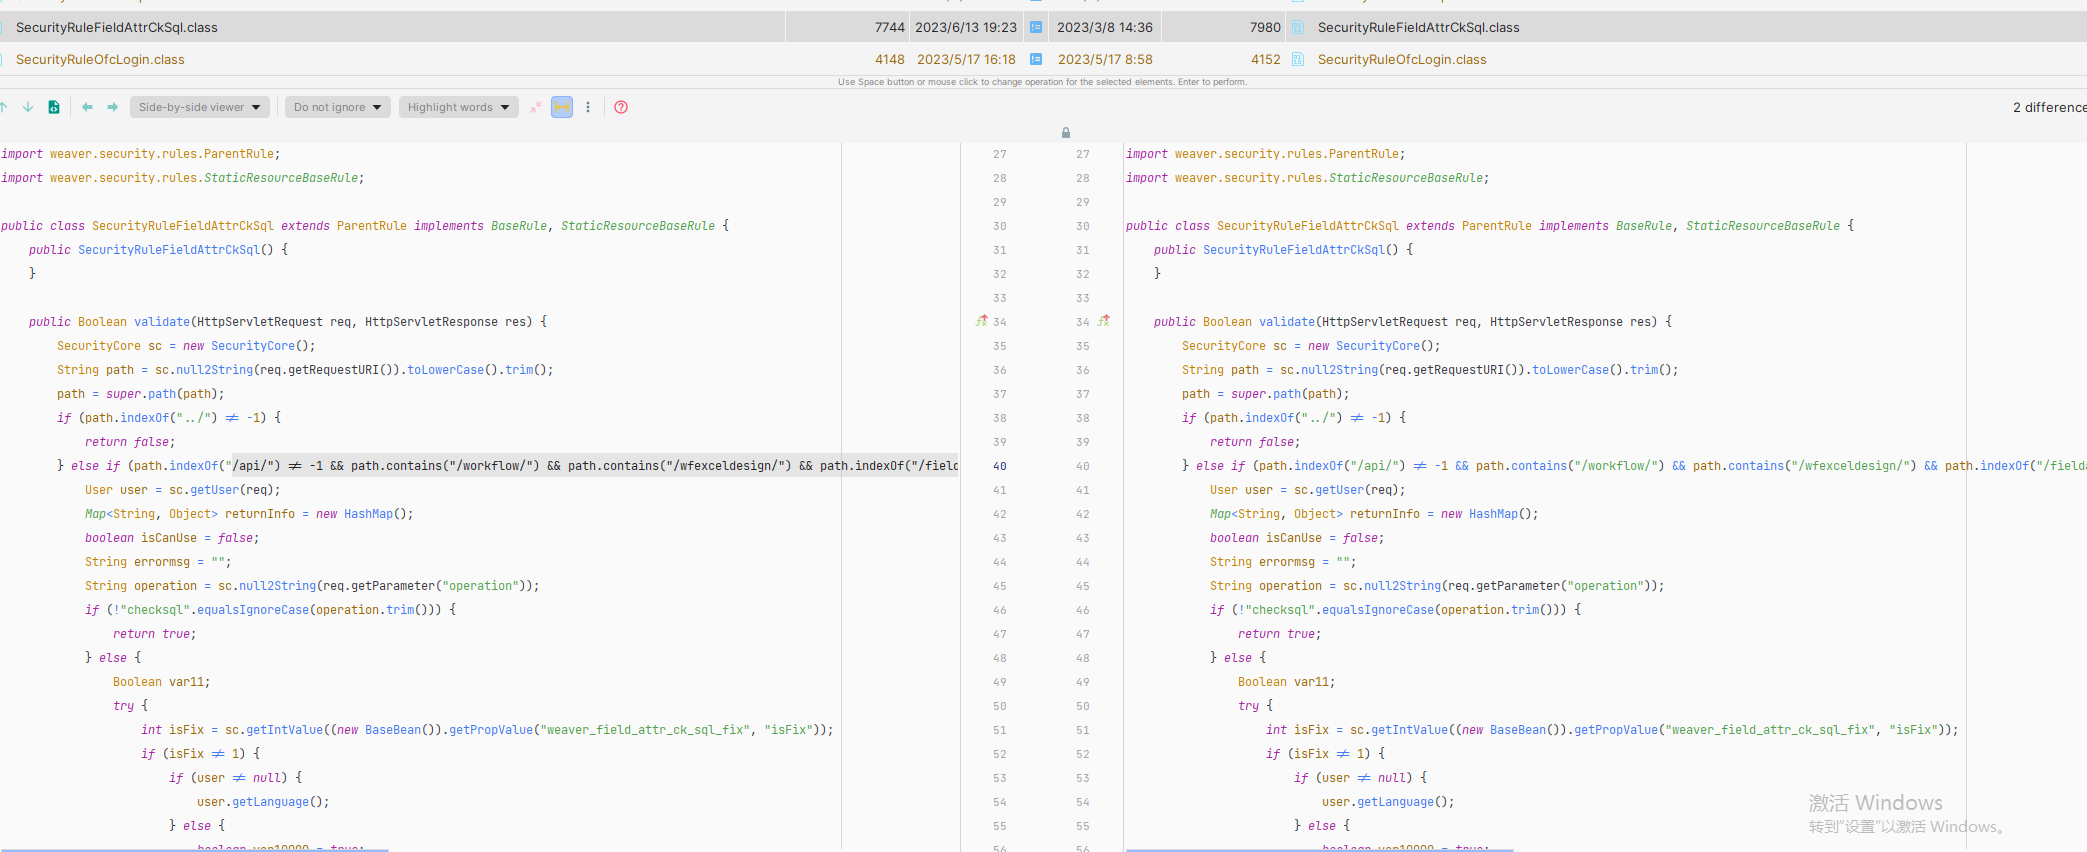 SecurityRuleFieldAttrCkSql.class 7744 2023/6/13 19:23 2023/3/8 14:36 7980 SecurityRuleFieldAttrCkSql.class
SecurityRuleOfcLogin.class 4148 2023/5/17 16:18 2023/5/17 8:58 4152 SecurityRuleOfcLogin.class
Use Space button or mouse click to change operation for the selected elements. Enter to perform.
Side-by-side viewer Do not ignore Highlight words 2 difference
import weaver.security.rules.ParentRule; 27 27 import weaver.security.rules.ParentRule;
import weaver.security.rules.StaticResourceBaseRule; 28 28 import weaver.security.rules.StaticResourceBaseRule;
29 29
public class SecurityRuleFieldAttrCkSql extends ParentRule implements BaseRule, StaticResourceBaseRule { 30 30 public class SecurityRuleFieldAttrCkSql extends ParentRule implements BaseRule, StaticResourceBaseRule {
public SecurityRuleFieldAttrCkSql() { 31 31 public SecurityRuleFieldAttrCkSql() {
} 32 32 }
33 33
public Boolean validate(HttpServletRequest req, HttpServletResponse res) { 34 34 public Boolean validate(HttpServletRequest req, HttpServletResponse res) {
SecurityCore sc = new SecurityCore(); 35 35 SecurityCore sc = new SecurityCore();
String path = sc.null2String(req.getRequestURI()).toLowerCase().trim(); 36 36 String path = sc.null2String(req.getRequestURI()).toLowerCase().trim();
path = super.path(path); 37 37 path = super.path(path);
if (path.indexOf("../") ≠ -1) { 38 38 if (path.indexOf("../") ≠ -1) {
return false; 39 39 return false;
} else if (path.indexOf("/api/") ≠ -1 && path.contains("/workflow/") && path.contains("/wfexceldesign/") && path.indexOf("/field 40 40 } else if (path.indexOf("/api/") ≠ -1 && path.contains("/workflow/") && path.contains("/wfexceldesign/") && path.indexOf("/fielda
User user = sc.getUser(req); 41 41 User user = sc.getUser(req);
Map<String, Object> returnInfo = new HashMap(); 42 42 Map<String, Object> returnInfo = new HashMap();
boolean isCanUse = false; 43 43 boolean isCanUse = false;
String errormsg = ""; 44 44 String errormsg = "";
String operation = sc.null2String(req.getParameter("operation")); 45 45 String operation = sc.null2String(req.getParameter("operation"));
if (!"checksql".equalsIgnoreCase(operation.trim())) { 46 46 if (!"checksql".equalsIgnoreCase(operation.trim())) {
return true; 47 47 return true;
} else { 48 48 } else {
Boolean var11; 49 49 Boolean var11;
try { 50 50 try {
int isFix = sc.getIntValue((new BaseBean()).getPropValue("weaver_field_attr_ck_sql_fix", "isFix")); 51 51 int isFix = sc.getIntValue((new BaseBean()).getPropValue("weaver_field_attr_ck_sql_fix", "isFix"));
if (isFix ≠ 1) { 52 52 if (isFix ≠ 1) {
if (user ≠ null) { 53 53 if (user ≠ null) {
user.getLanguage(); 54 54 user.getLanguage();
} else { 55 55 } else {
boolean var10000 = true; 56 56 boolean var10000 = true;
激活 Windows
转到"设置"以激活 Windows。